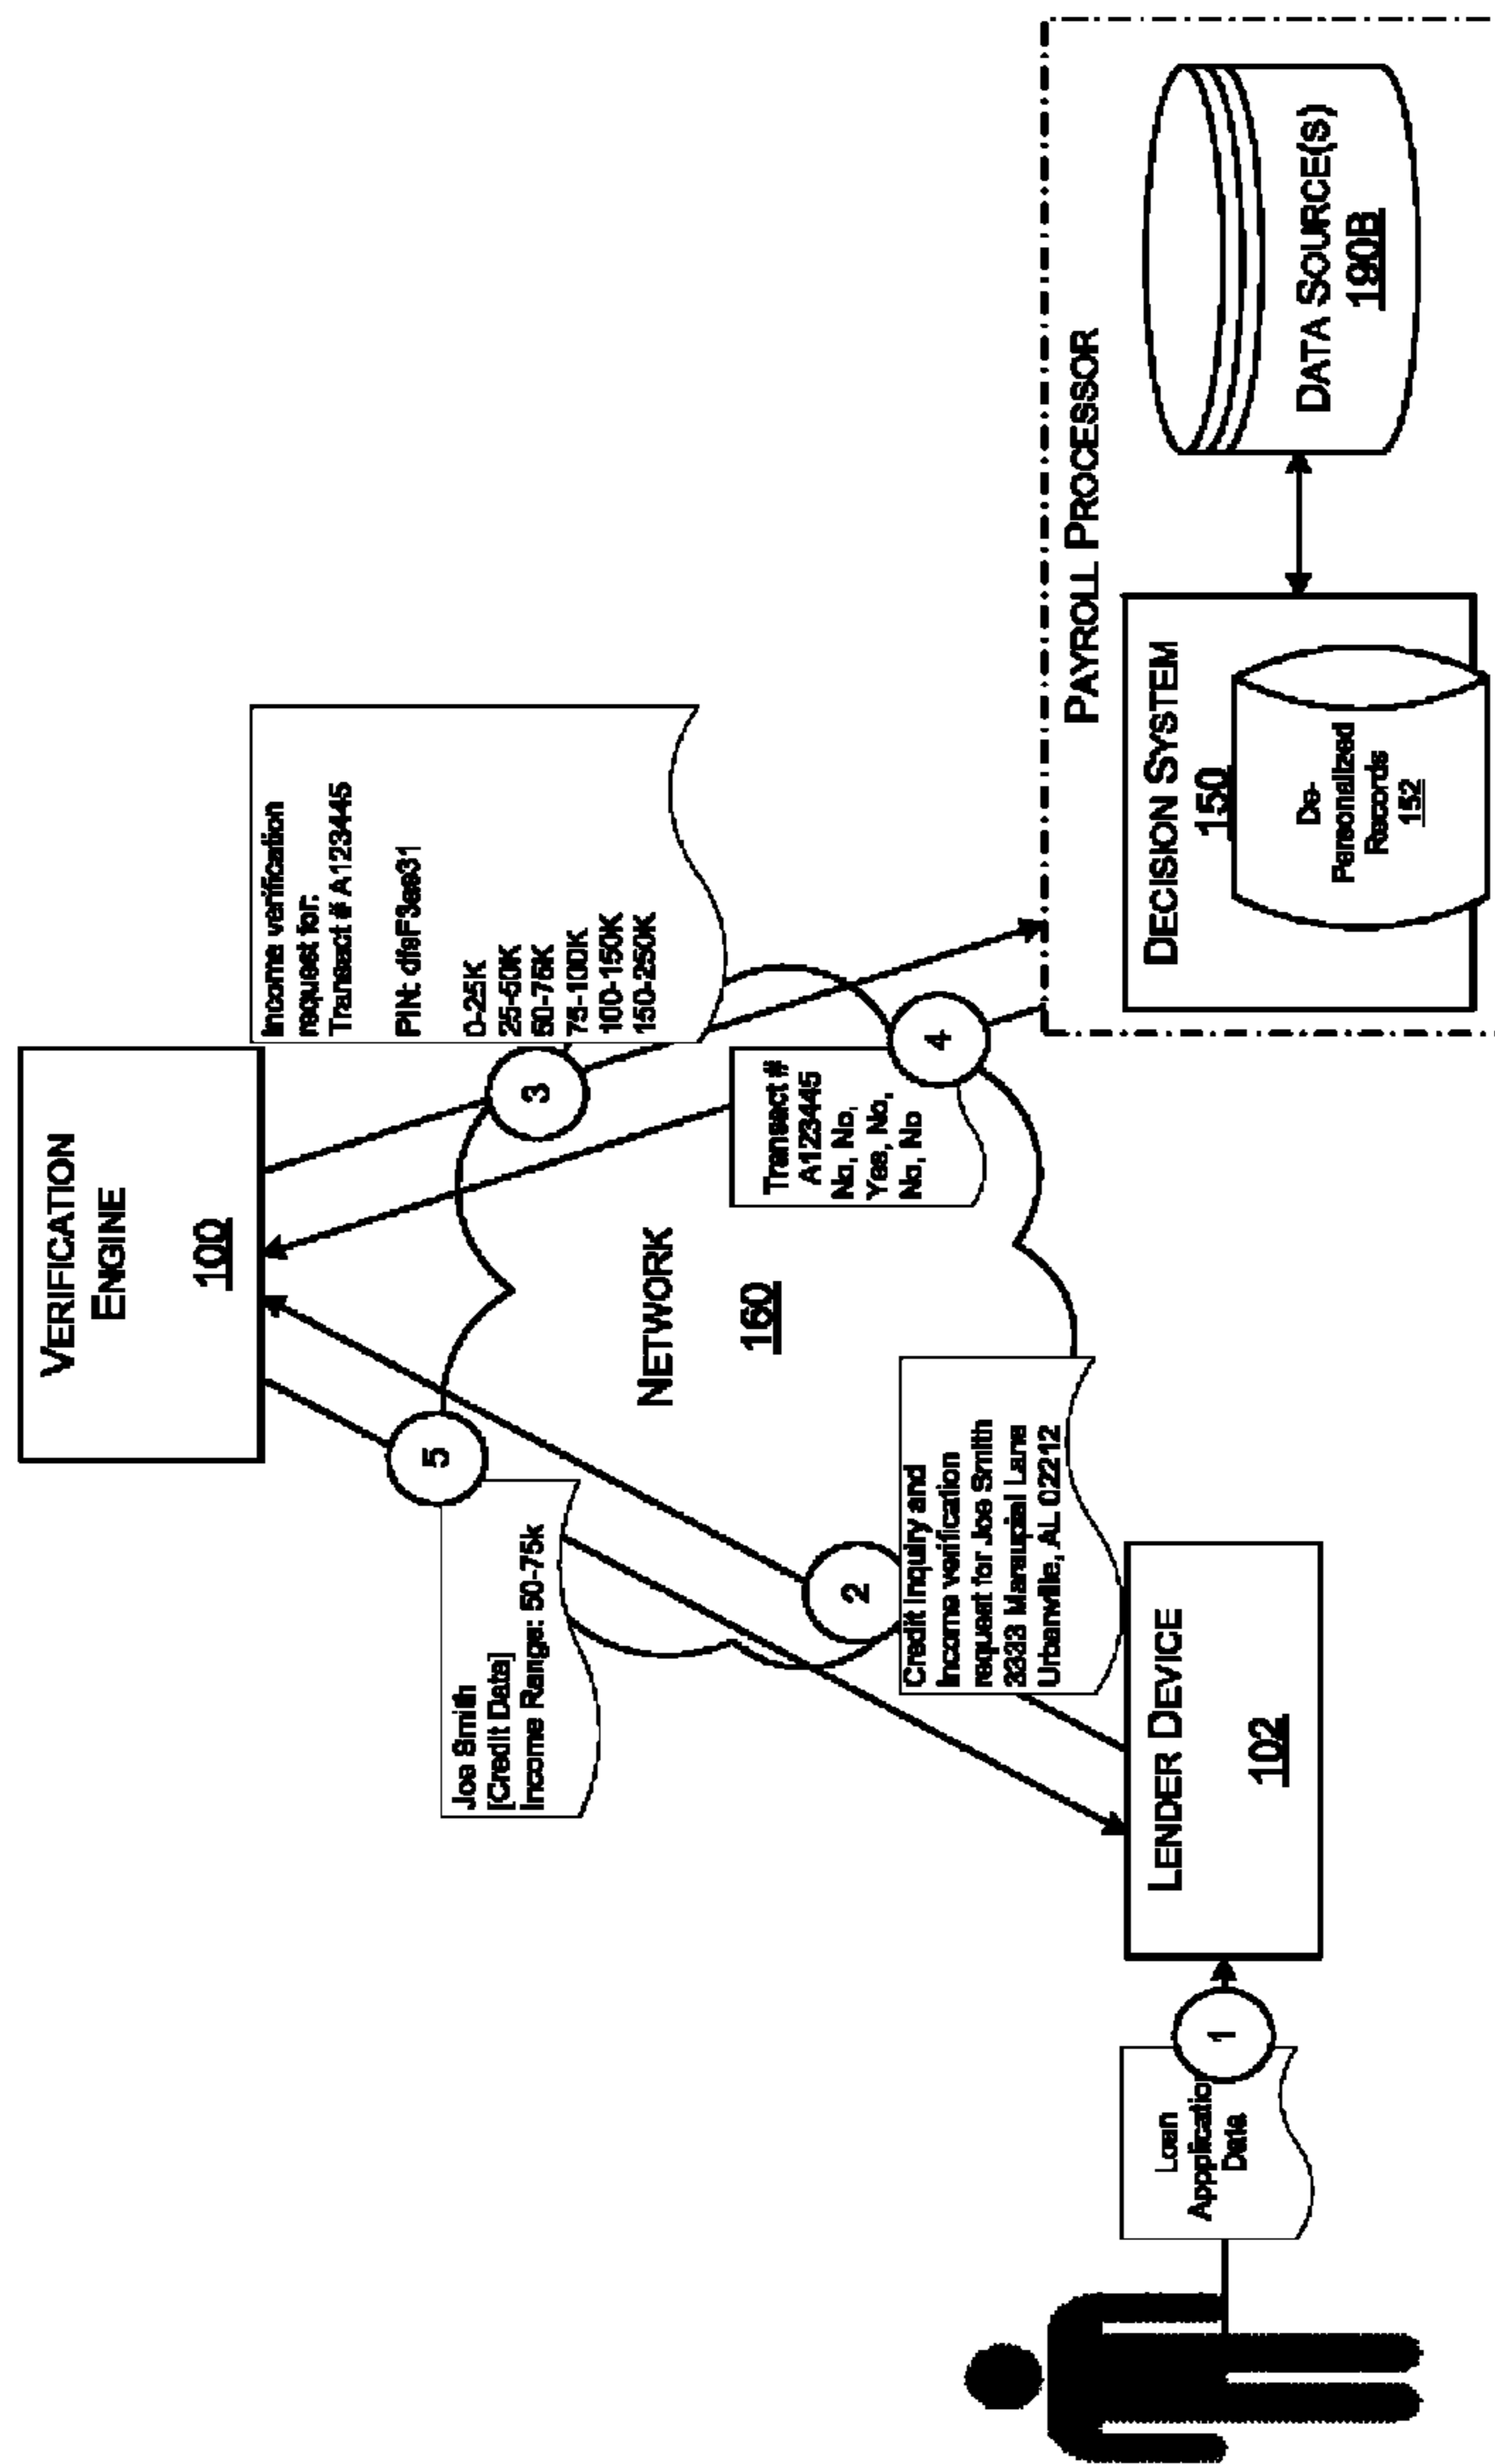 VERIFICATION
ENGINE
100
Income verification
request for:
Transact # A123445
PIN: dfsF3es31
0-25K
25-50K
50-75K
75-100K
100-150K
150-250K
3
5
Joe Smith
[Credit Data]
Income Range: 50-75k
NETWORK
160
Transact #
A123445
No, No,
Yes, No,
No, No
4
2
Credit Inquiry and
Income verification
request for Joe Smith
3333 Marsupial Lane
Urbanville, AL 02212
1
Loan
Application
Data
LENDER DEVICE
102
PAYROLL PROCESSOR
DECISION SYSTEM
150
De-
Personalized
Records
152
DATA SOURCE(S)
190B